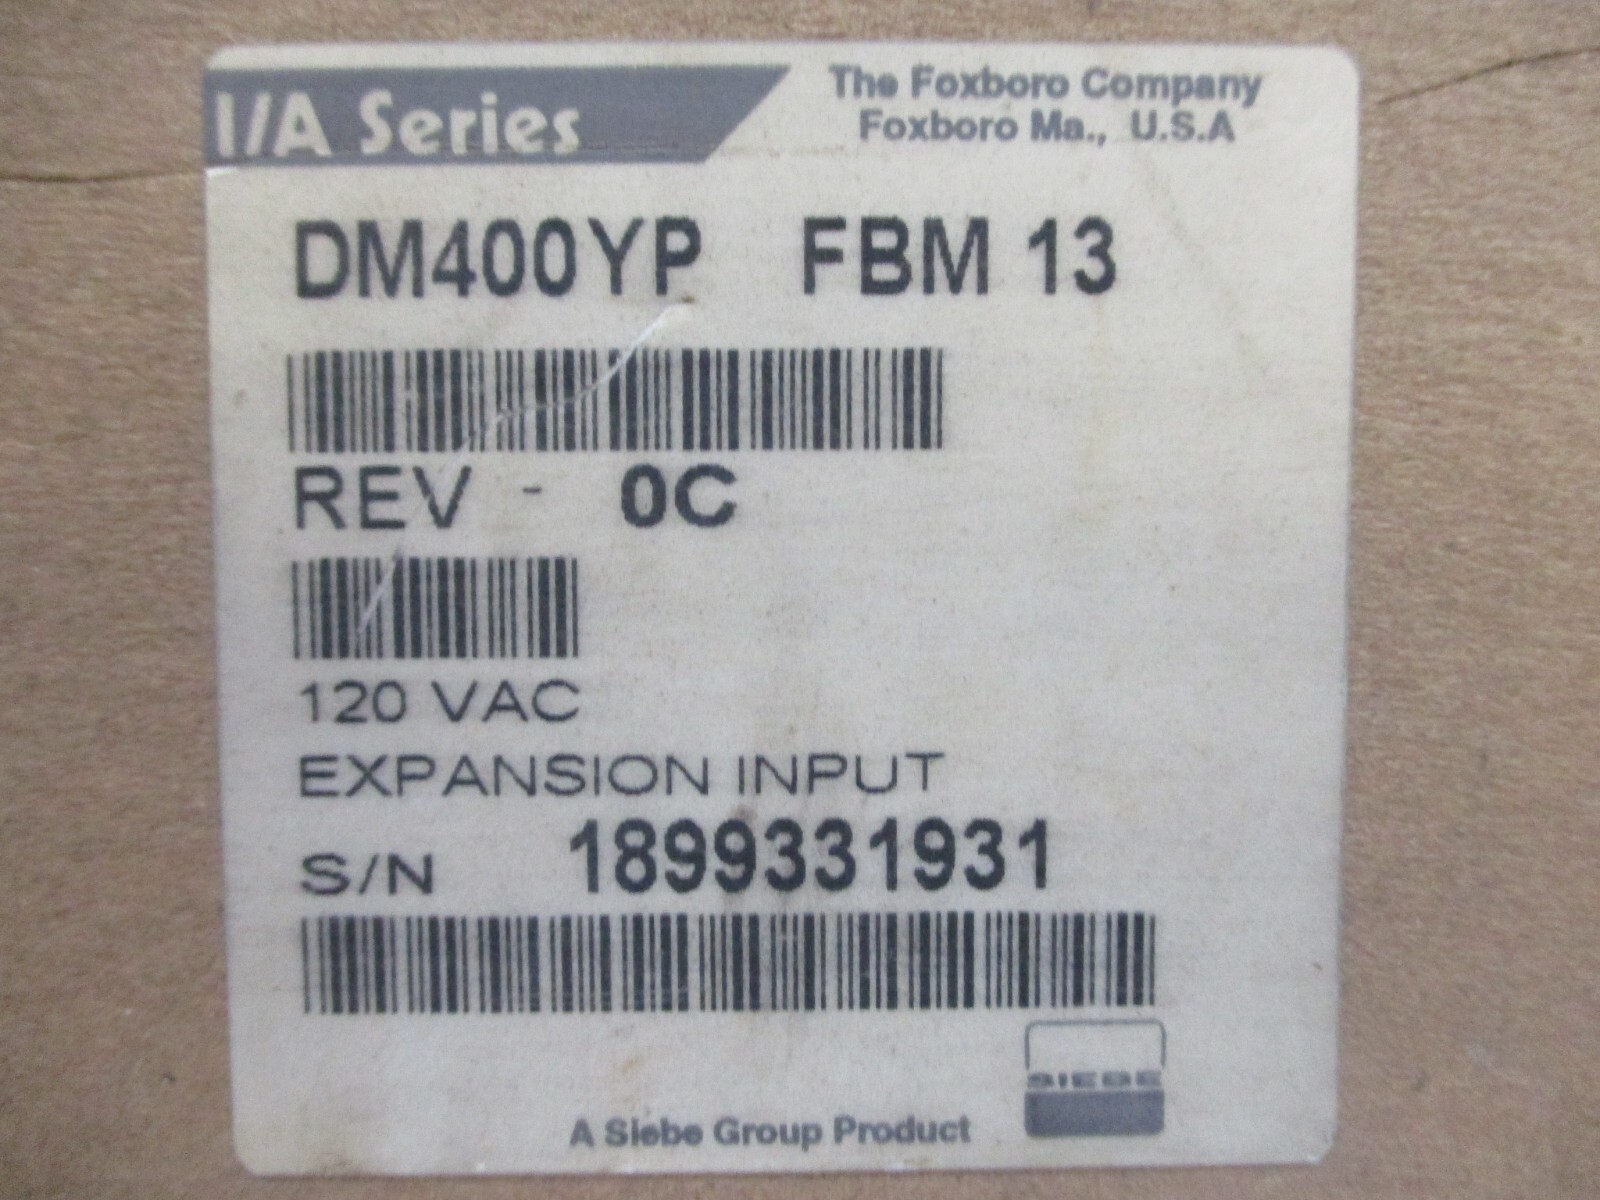 I/A Series
The Foxboro Company
Foxboro Ma., U.S.A
DM400YP FBM 13
REV - 0C
120 VAC
EXPANSION INPUT
S/N 1899331931
SIEBE
A Siebe Group Product